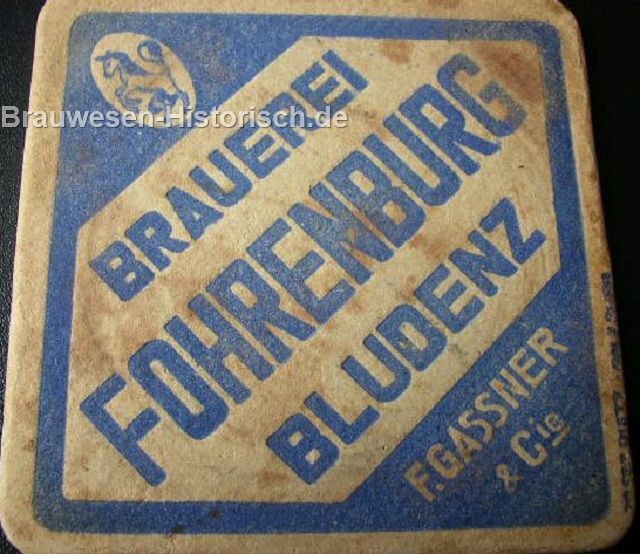 Brauwesen-Historisch.de
BRAUEREI
FOHRENBURG
BLUDENZ
F. GASSNER
& Cie